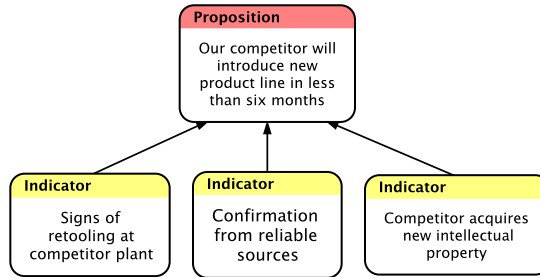 Proposition
Our competitor will
introduce new
product line in less
than six months
Indicator
Signs of
retooling at
competitor plant
Indicator
Confirmation
from reliable
sources
Indicator
Competitor acquires
new intellectual
property